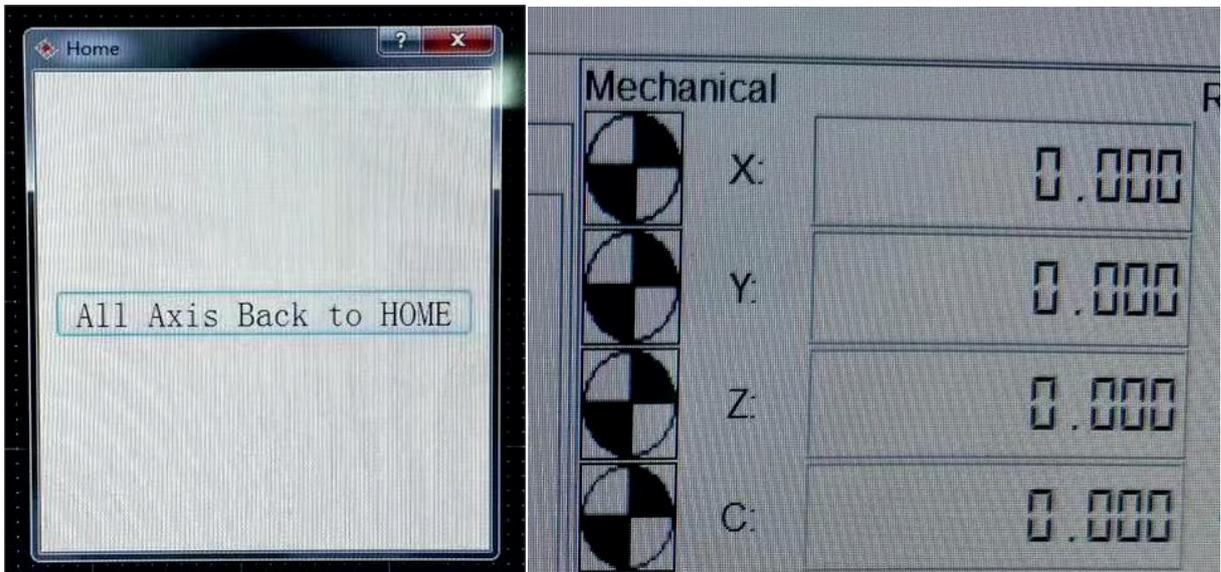 Home
?
X
All Axis Back to HOME
Mechanical
R
X: 0.000
Y: 0.000
Z: 0.000
C: 0.000